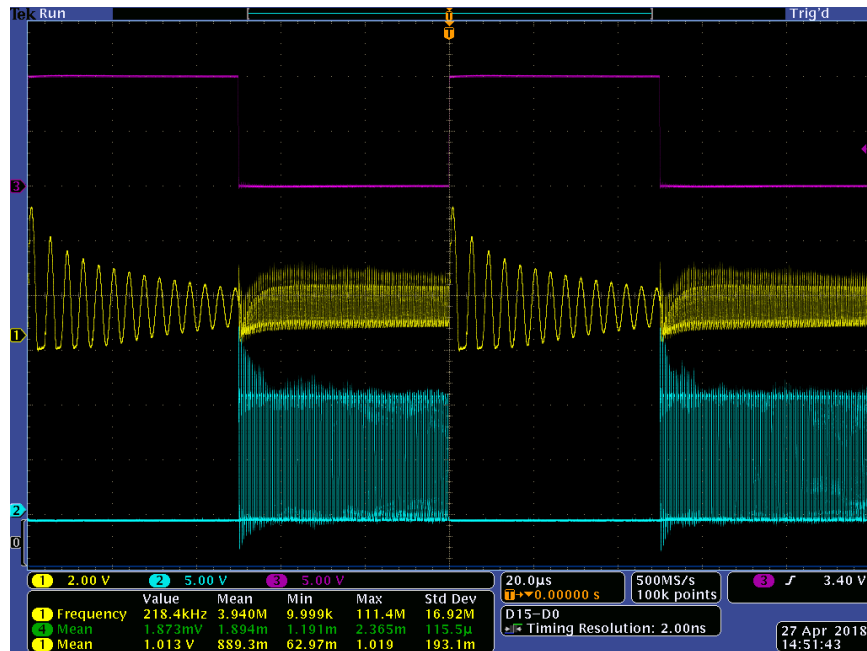 Tek Run Trig'd
T
T
3
1
2
0
1 2.00 V 2 5.00 V 3 5.00 V
20.0µs
T→▼0.00000 s
500MS/s
100k points
3 ∫ 3.40 V
Value Mean Min Max Std Dev
1 Frequency 218.4kHz 3.940M 9.999k 111.4M 16.92M
4 Mean 1.873mV 1.894m 1.191m 2.365m 115.5µ
1 Mean 1.013 V 889.3m 62.97m 1.019 193.1m
D15-D0
Timing Resolution: 2.00ns
27 Apr 2018
14:51:43